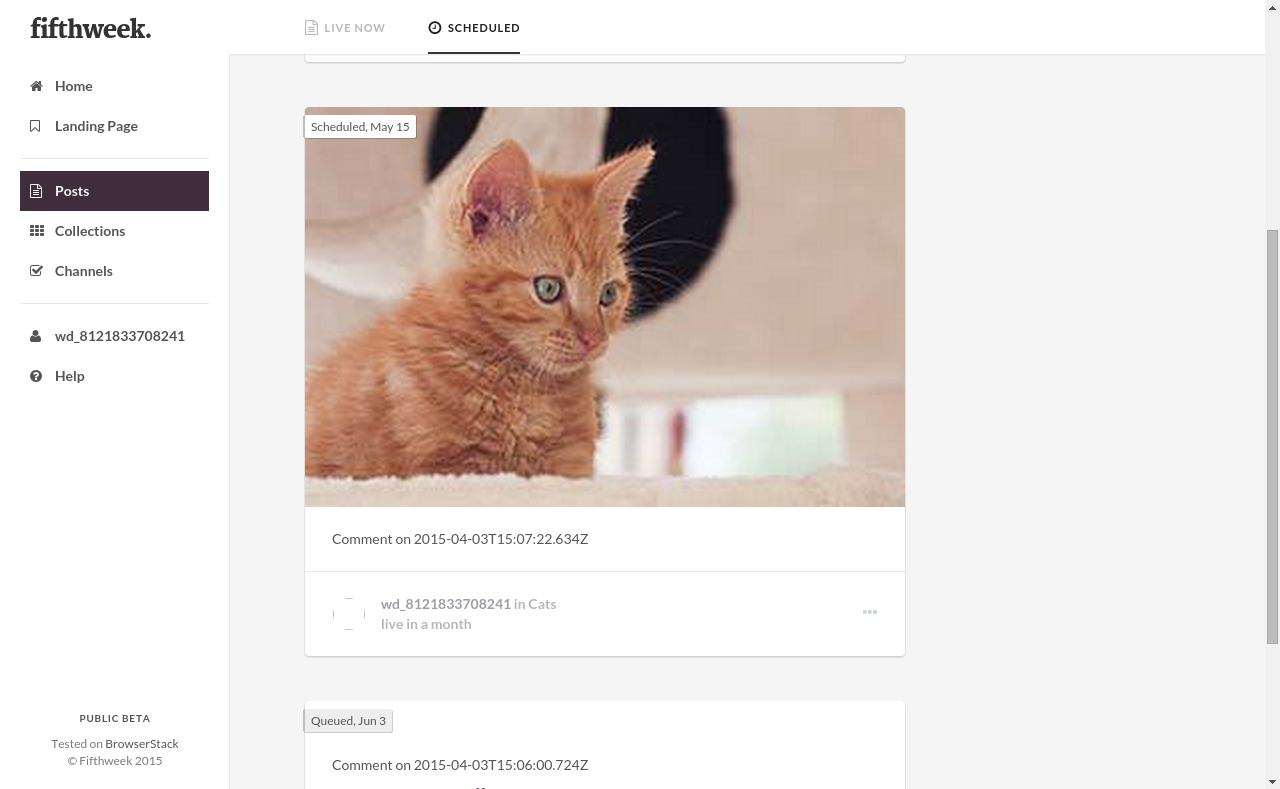 fifthweek.
LIVE NOW
SCHEDULED
Home
Landing Page
Posts
Collections
Channels
wd_8121833708241
Help
PUBLIC BETA
Tested on BrowserStack
© Fifthweek 2015
Scheduled, May 15
Comment on 2015-04-03T15:07:22.634Z
wd_8121833708241 in Cats
live in a month
Queued, Jun 3
Comment on 2015-04-03T15:06:00.724Z